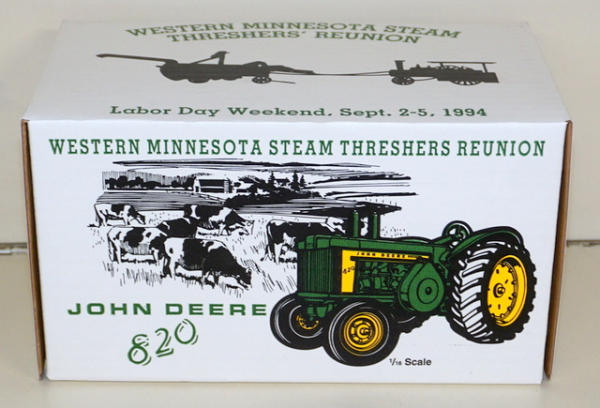 WESTERN MINNESOTA STEAM
THRESHERS' REUNION
Labor Day Weekend, Sept. 2-5, 1994
WESTERN MINNESOTA STEAM THRESHERS REUNION
JOHN DEERE
820
JOHN DEERE
820
1/16 Scale